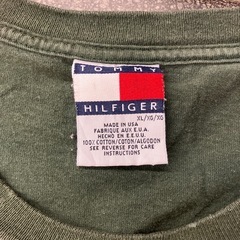 TOMMY
HILFIGER
XL/XG/XG
MADE IN USA
FABRIQUE AUX E.U.A.
HECHO EN E.E.U.U.
100% COTTON/COTON/ALGODON
SEE REVERSE FOR CARE
INSTRUCTIONS